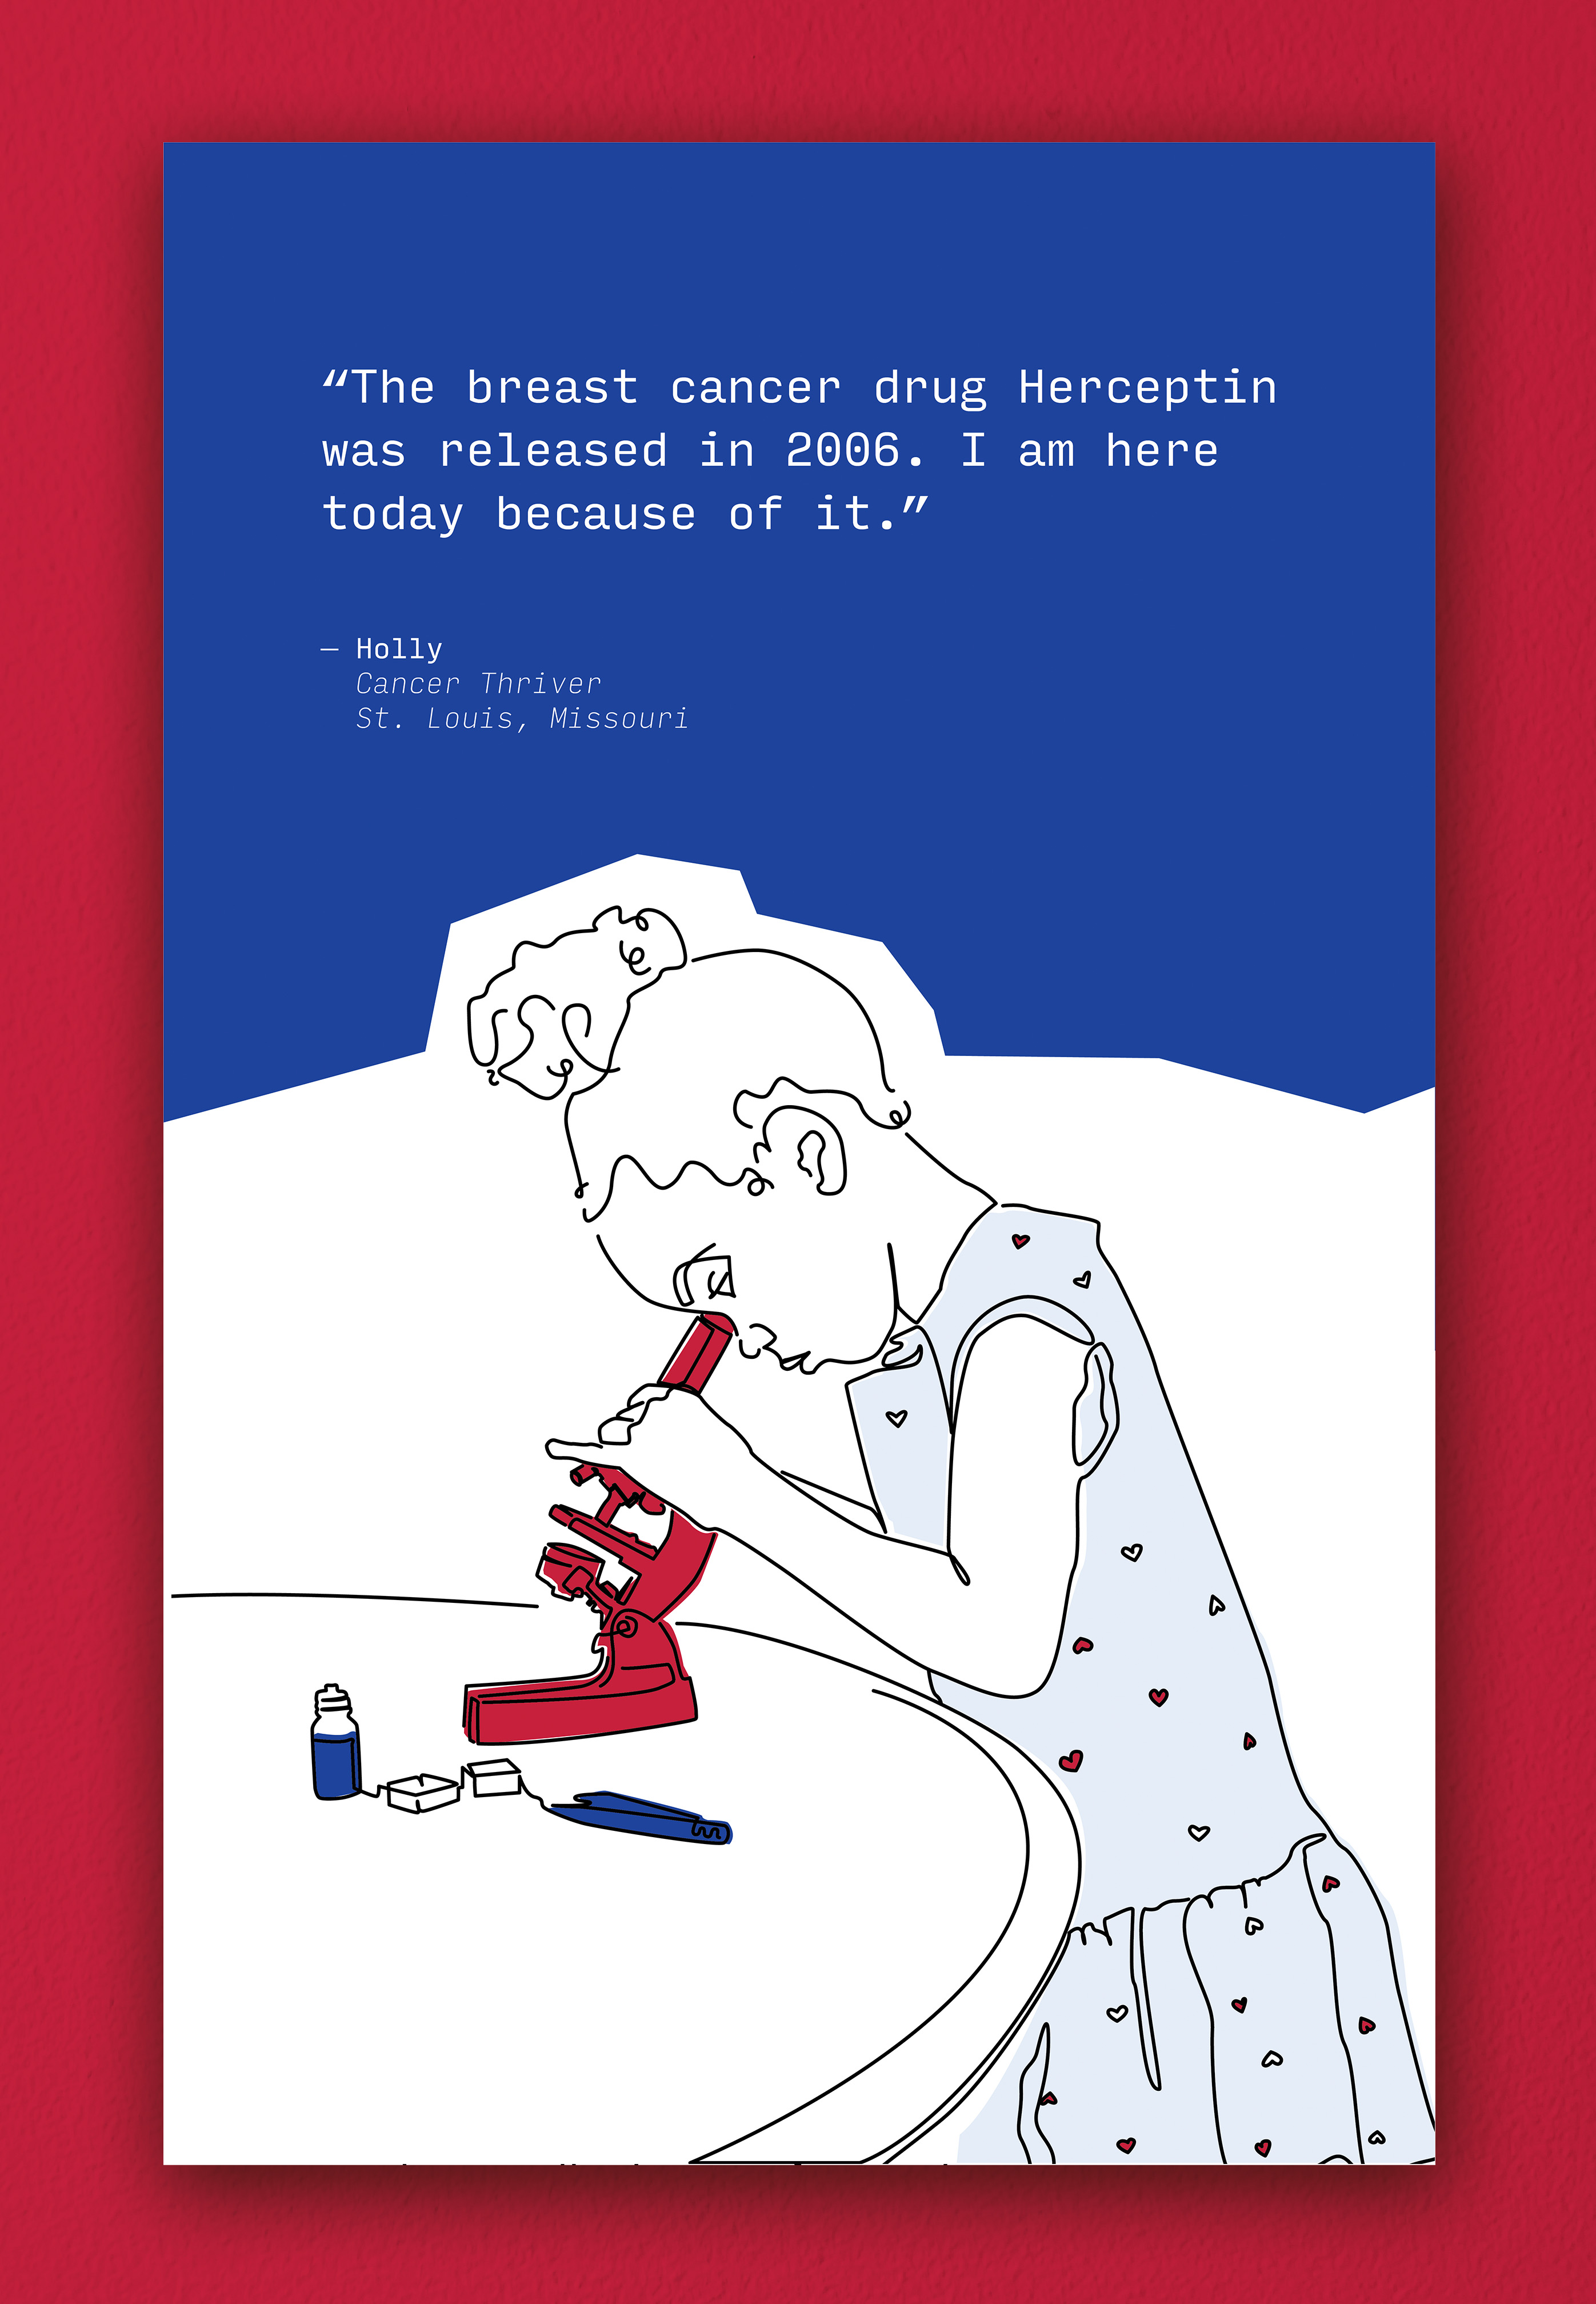 “The breast cancer drug Herceptin
was released in 2006. I am here
today because of it.”
— Holly
Cancer Thriver
St. Louis, Missouri